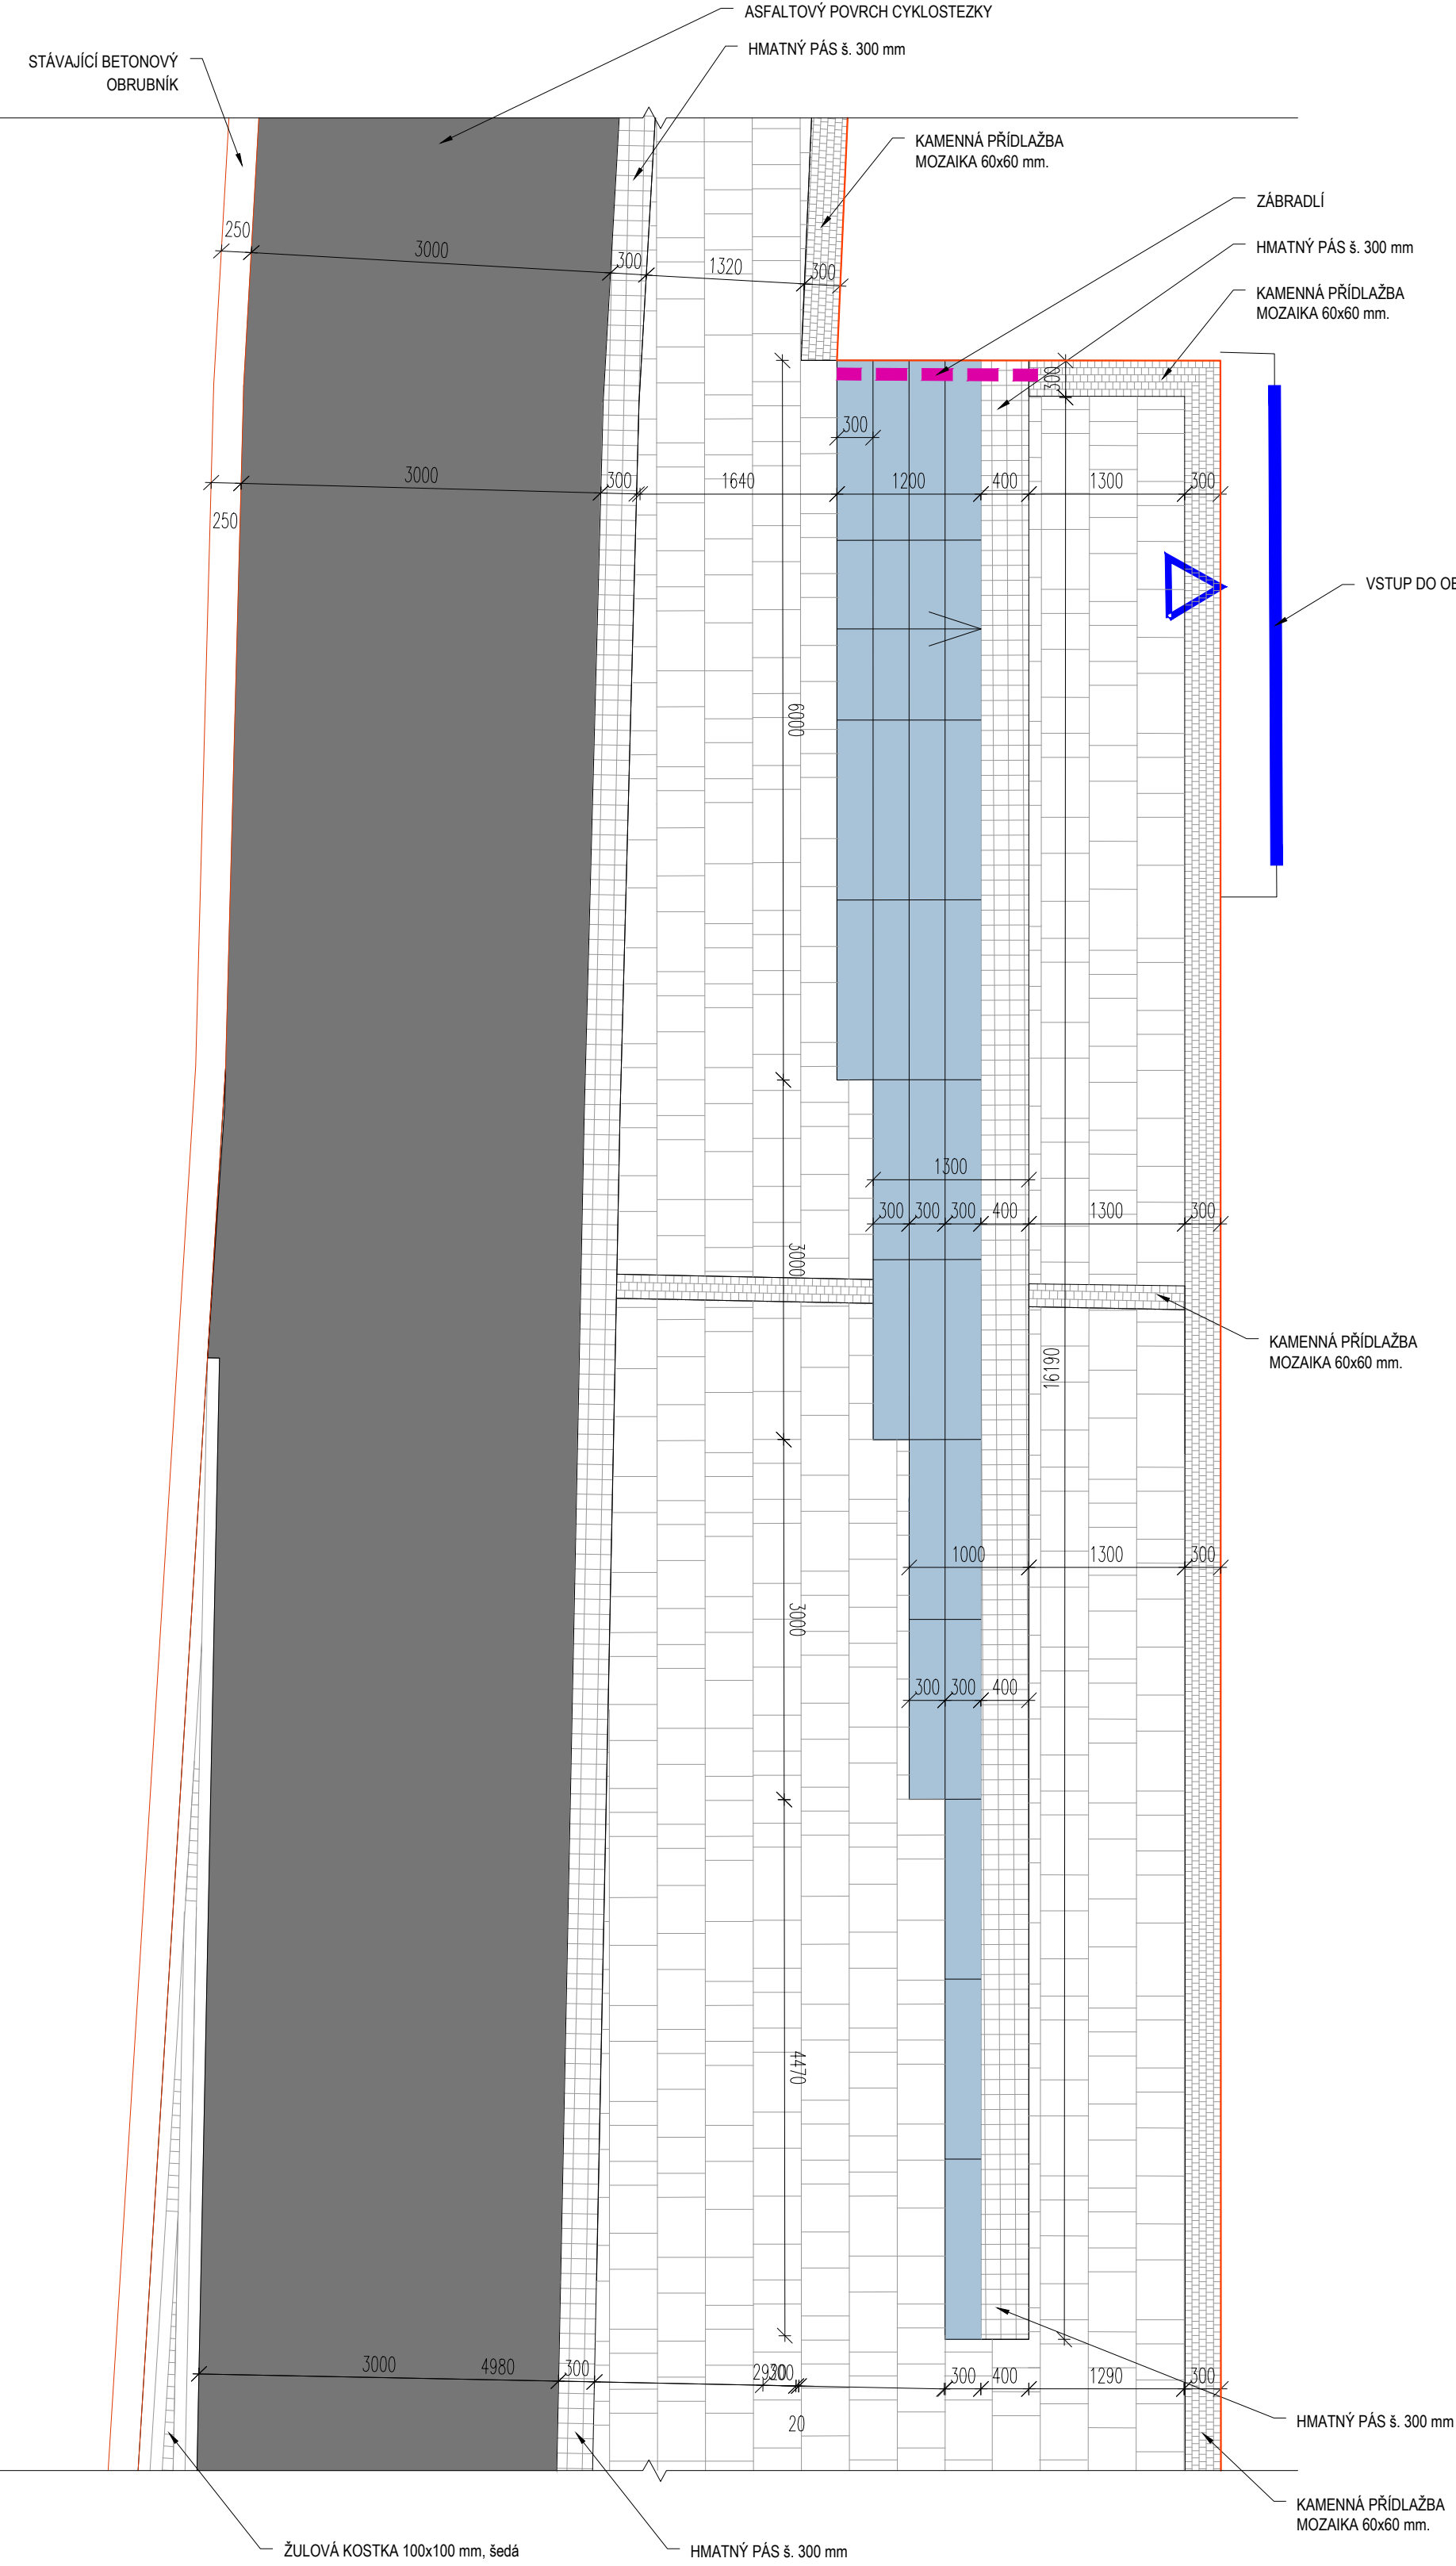 ASFALTOVÝ POVRCH CYKLOSTEZKY
HMATNÝ PÁS š. 300 mm
STÁVAJÍCÍ BETONOVÝ
OBRUBNÍK
KAMENNÁ PŘÍDLAŽBA
MOZAIKA 60x60 mm.
ZÁBRADLÍ
HMATNÝ PÁS š. 300 mm
KAMENNÁ PŘÍDLAŽBA
MOZAIKA 60x60 mm.
250
3000
300
1320
300
300
300
3000
300
1640
1200
400
1300
300
250
VSTUP DO
6000
1300
300 300 300 400 1300 300
3000
KAMENNÁ PŘÍDLAŽBA
MOZAIKA 60x60 mm.
16190
1000 1300 300
3000
300 300 400
4470
3000
4980
300
300 400 1290 300
20
HMATNÝ PÁS š. 300 mm
KAMENNÁ PŘÍDLAŽBA
MOZAIKA 60x60 mm.
ŽULOVÁ KOSTKA 100x100 mm, šedá
HMATNÝ PÁS š. 300 mm